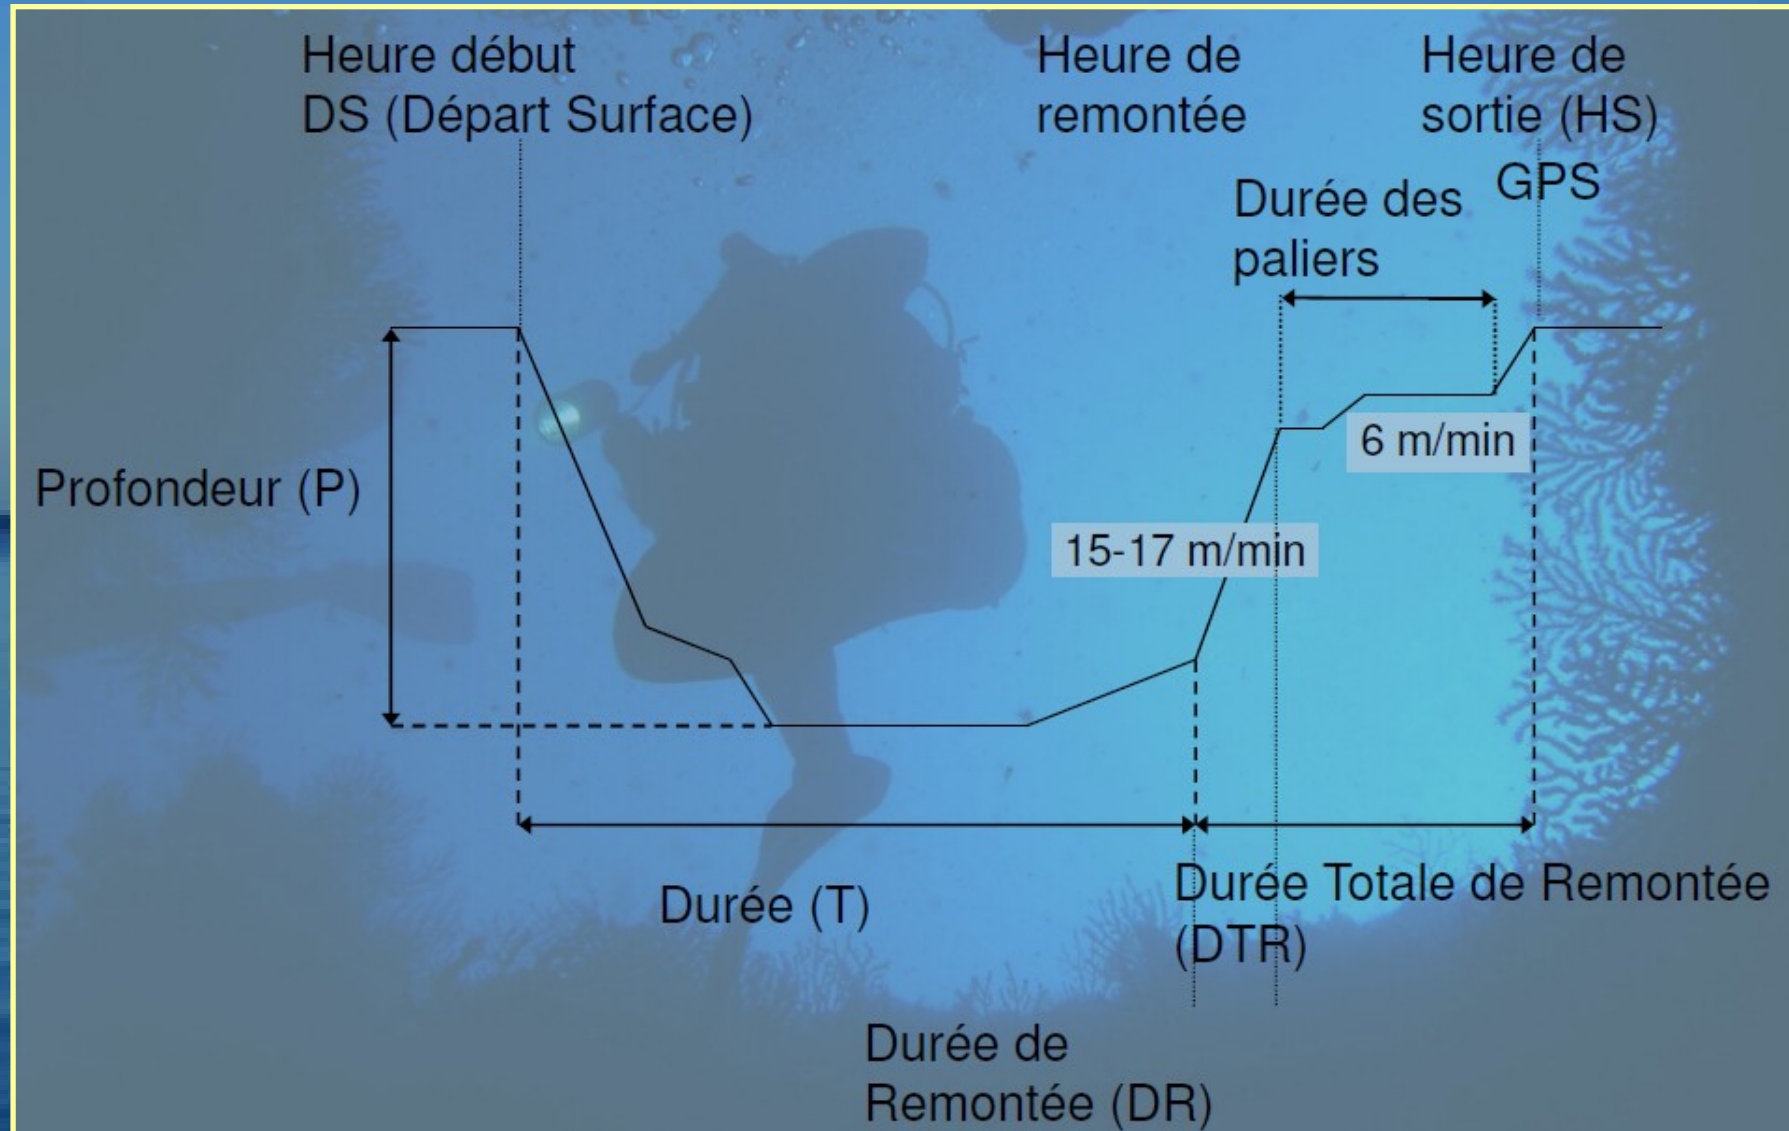 Heure début
DS (Départ Surface)
Heure de
remontée
Heure de
sortie (HS)
GPS
Durée des
paliers
6 m/min
Profondeur (P)
15-17 m/min
Durée (T)
Durée Totale de Remontée
(DTR)
Durée de
Remontée (DR)